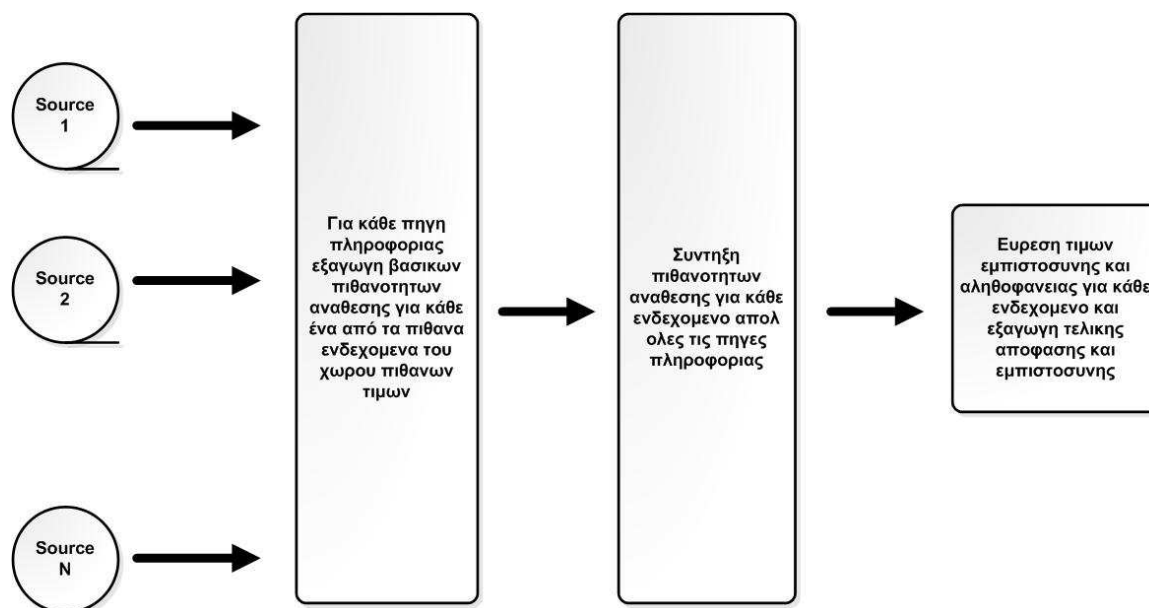 Source
1
Source
2
Source
N
Για κάθε πηγη
πληροφοριας
εξαγωγη βασικων
πιθανοτητων
αναθεσης για κάθε
ένα από τα πιθανα
ενδεχομενα του
χωρου πιθανων
τιμων
Συντηξη
πιθανοτητων
αναθεσης για κάθε
ενδεχομενο απολ
ολες τις πηγες
πληροφοριας
Ευρεση τιμων
εμπιστοσυνης και
αληθοφανειας για κάθε
ενδεχομενο και
εξαγωγη τελικης
αποφασης και
εμπιστοσυνης